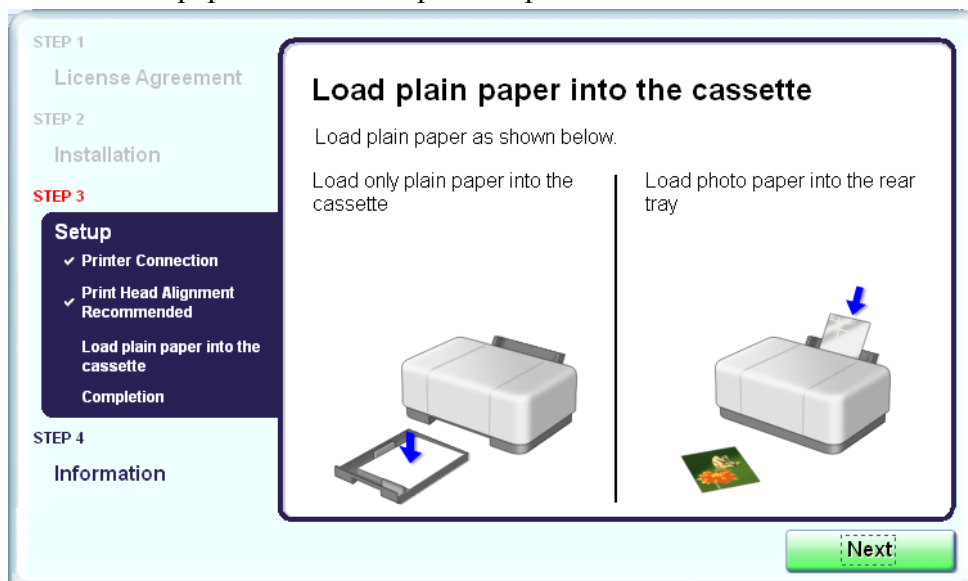 STEP 1
License Agreement
STEP 2
Installation
STEP 3
Setup
Printer Connection
Print Head Alignment
Recommended
Load plain paper into the
cassette
Completion
STEP 4
Information
Load plain paper into the cassette
Load plain paper as shown below.
Load only plain paper into the
cassette
Load photo paper into the rear
tray
Next